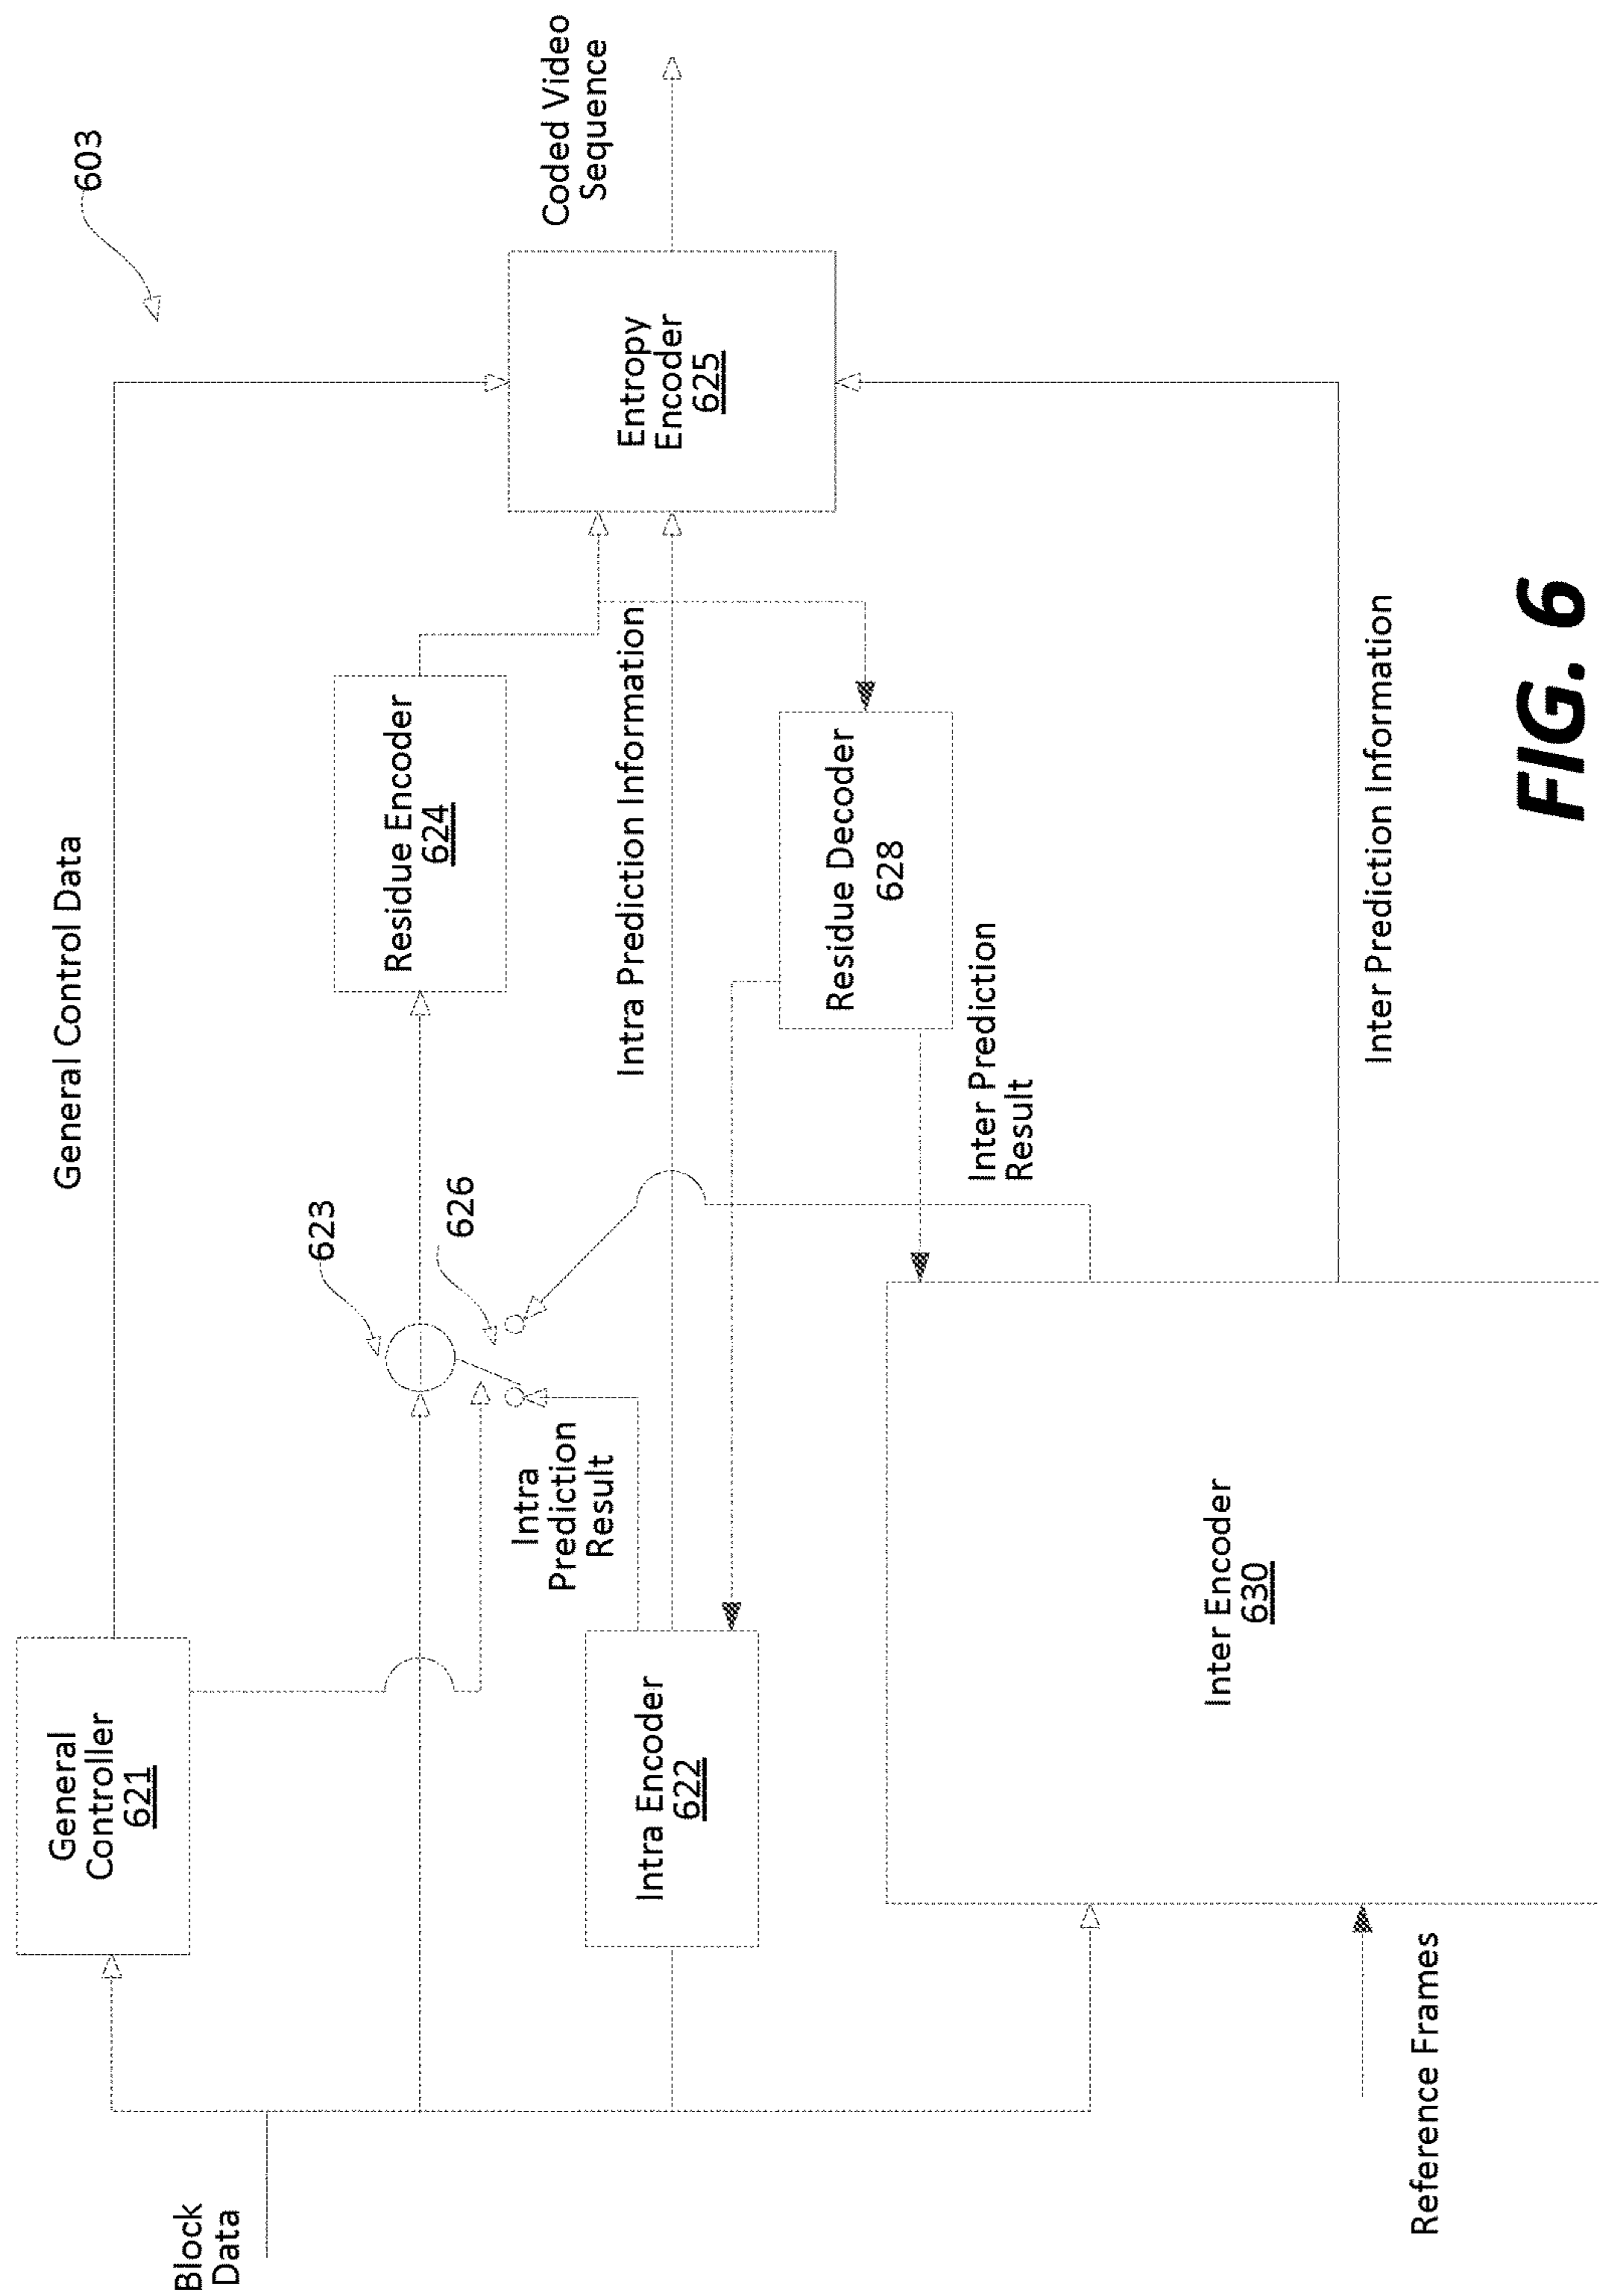 603
General Control Data
Coded Video
Sequence
General
Controller
621
623
626
Residue Encoder
624
Entropy
Encoder
625
Block
Data
Intra
Prediction
Result
Intra Prediction Information
Intra Encoder
622
Residue Decoder
628
Inter Prediction
Result
Inter Encoder
630
Inter Prediction Information
Reference Frames
FIG. 6